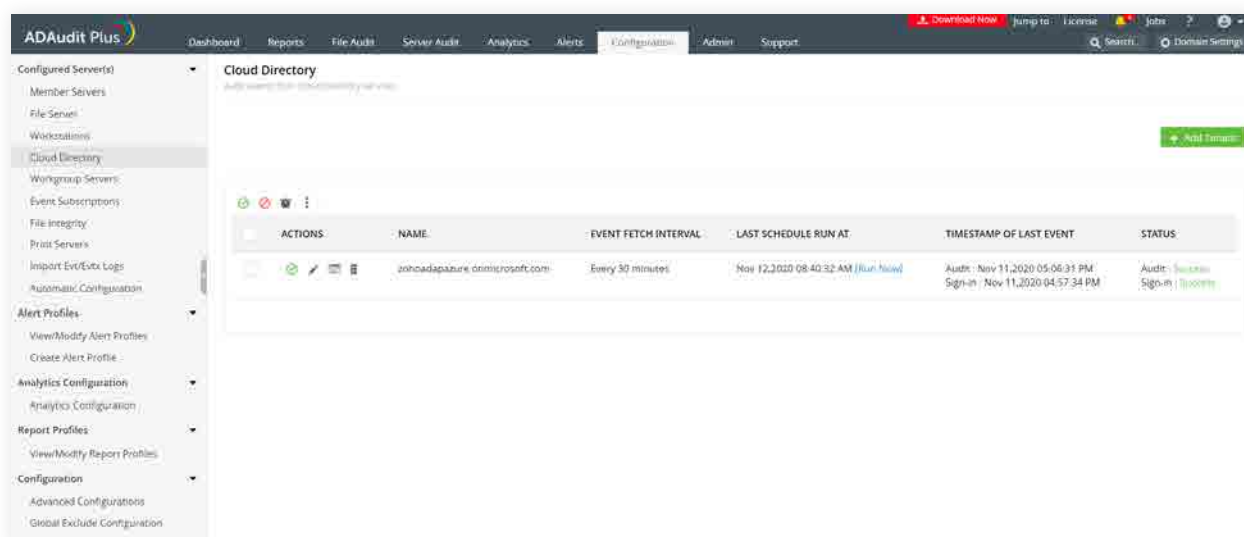 Download Now Jump to License Jobs ?
ADAudit Plus
Dashboard Reports File Audit Server Audit Analytics Alerts Configuration Admin Support
Search... Domain Settings
Configured Server(s)
Member Servers
File Server
Workstations
Cloud Directory
Workgroup Servers
Event Subscriptions
File Integrity
Print Servers
Import Evt/Evtx Logs
Automatic Configuration
Alert Profiles
View/Modify Alert Profiles
Create Alert Profile
Analytics Configuration
Analytics Configuration
Report Profiles
View/Modify Report Profiles
Configuration
Advanced Configurations
Global Exclude Configuration
Cloud Directory
+ Add Tenant
ACTIONS NAME EVENT FETCH INTERVAL LAST SCHEDULE RUN AT TIMESTAMP OF LAST EVENT STATUS
zohoadapazure.onmicrosoft.com Every 30 minutes Nov 12,2020 08:40:32 AM [Run Now] Audit : Nov 11,2020 05:06:31 PM Audit : Success
Sign-in : Nov 11,2020 04:57:34 PM Sign-in : Success